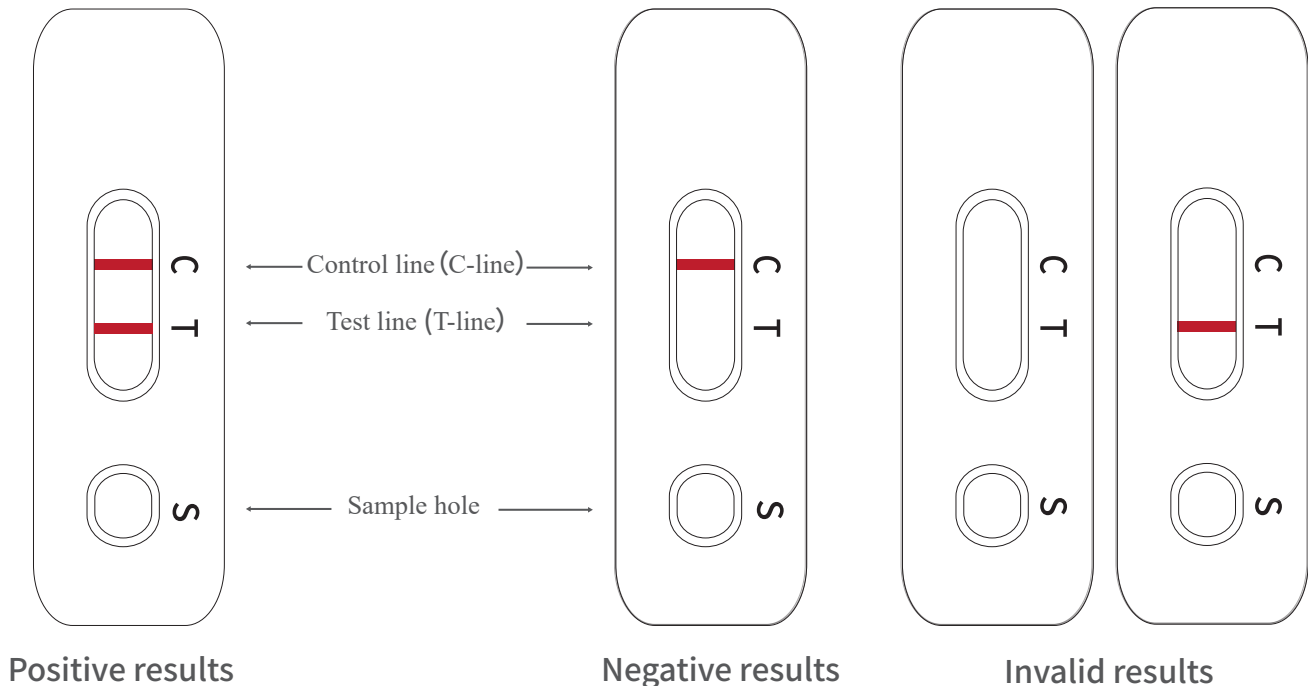 C
T
S
Control line (C-line)
Test line (T-line)
Sample hole
C
T
S
C
T
S
C
T
S
Positive results
Negative results
Invalid results